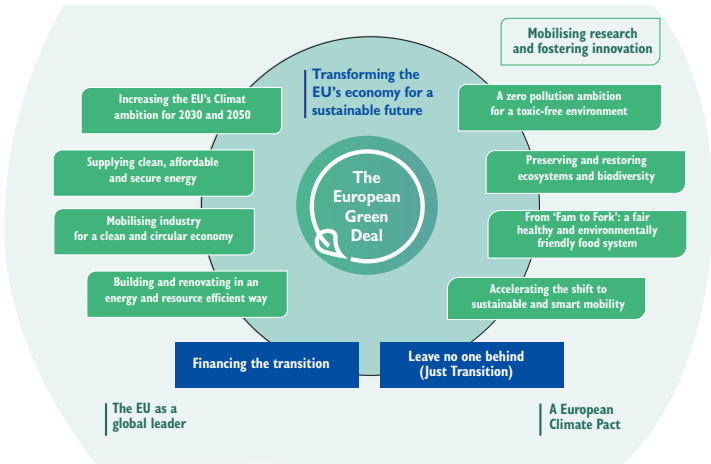 Mobilising research
and fostering innovation
Transforming the
EU's economy for a
sustainable future
Increasing the EU's Climat
ambition for 2030 and 2050
A zero pollution ambition
for a toxic-free environment
Supplying clean, affordable
and secure energy
Preserving and restoring
ecosystems and biodiversity
The
European
Green
Deal
Mobilising industry
for a clean and circular economy
From 'Fam to Fork': a fair
healthy and environmentally
friendly food system
Building and renovating in an
energy and resource efficient way
Accelerating the shift to
sustainable and smart mobility
Financing the transition
Leave no one behind
(Just Transition)
The EU as a
global leader
A European
Climate Pact